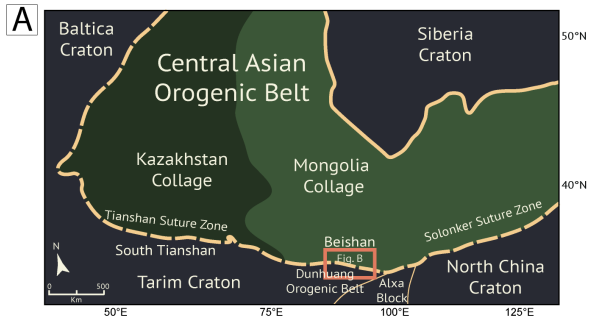 A
Baltica
Craton
Siberia
Craton
50°N
Central Asian
Orogenic Belt
Kazakhstan
Collage
Mongolia
Collage
40°N
Tianshan Suture Zone
Solonker Suture Zone
South Tianshan
Beishan
Fig. B
N
Tarim Craton
Dunhuang
Orogenic Belt
Alxa
Block
North China
Craton
0 500
Km
50°E 75°E 100°E 125°E